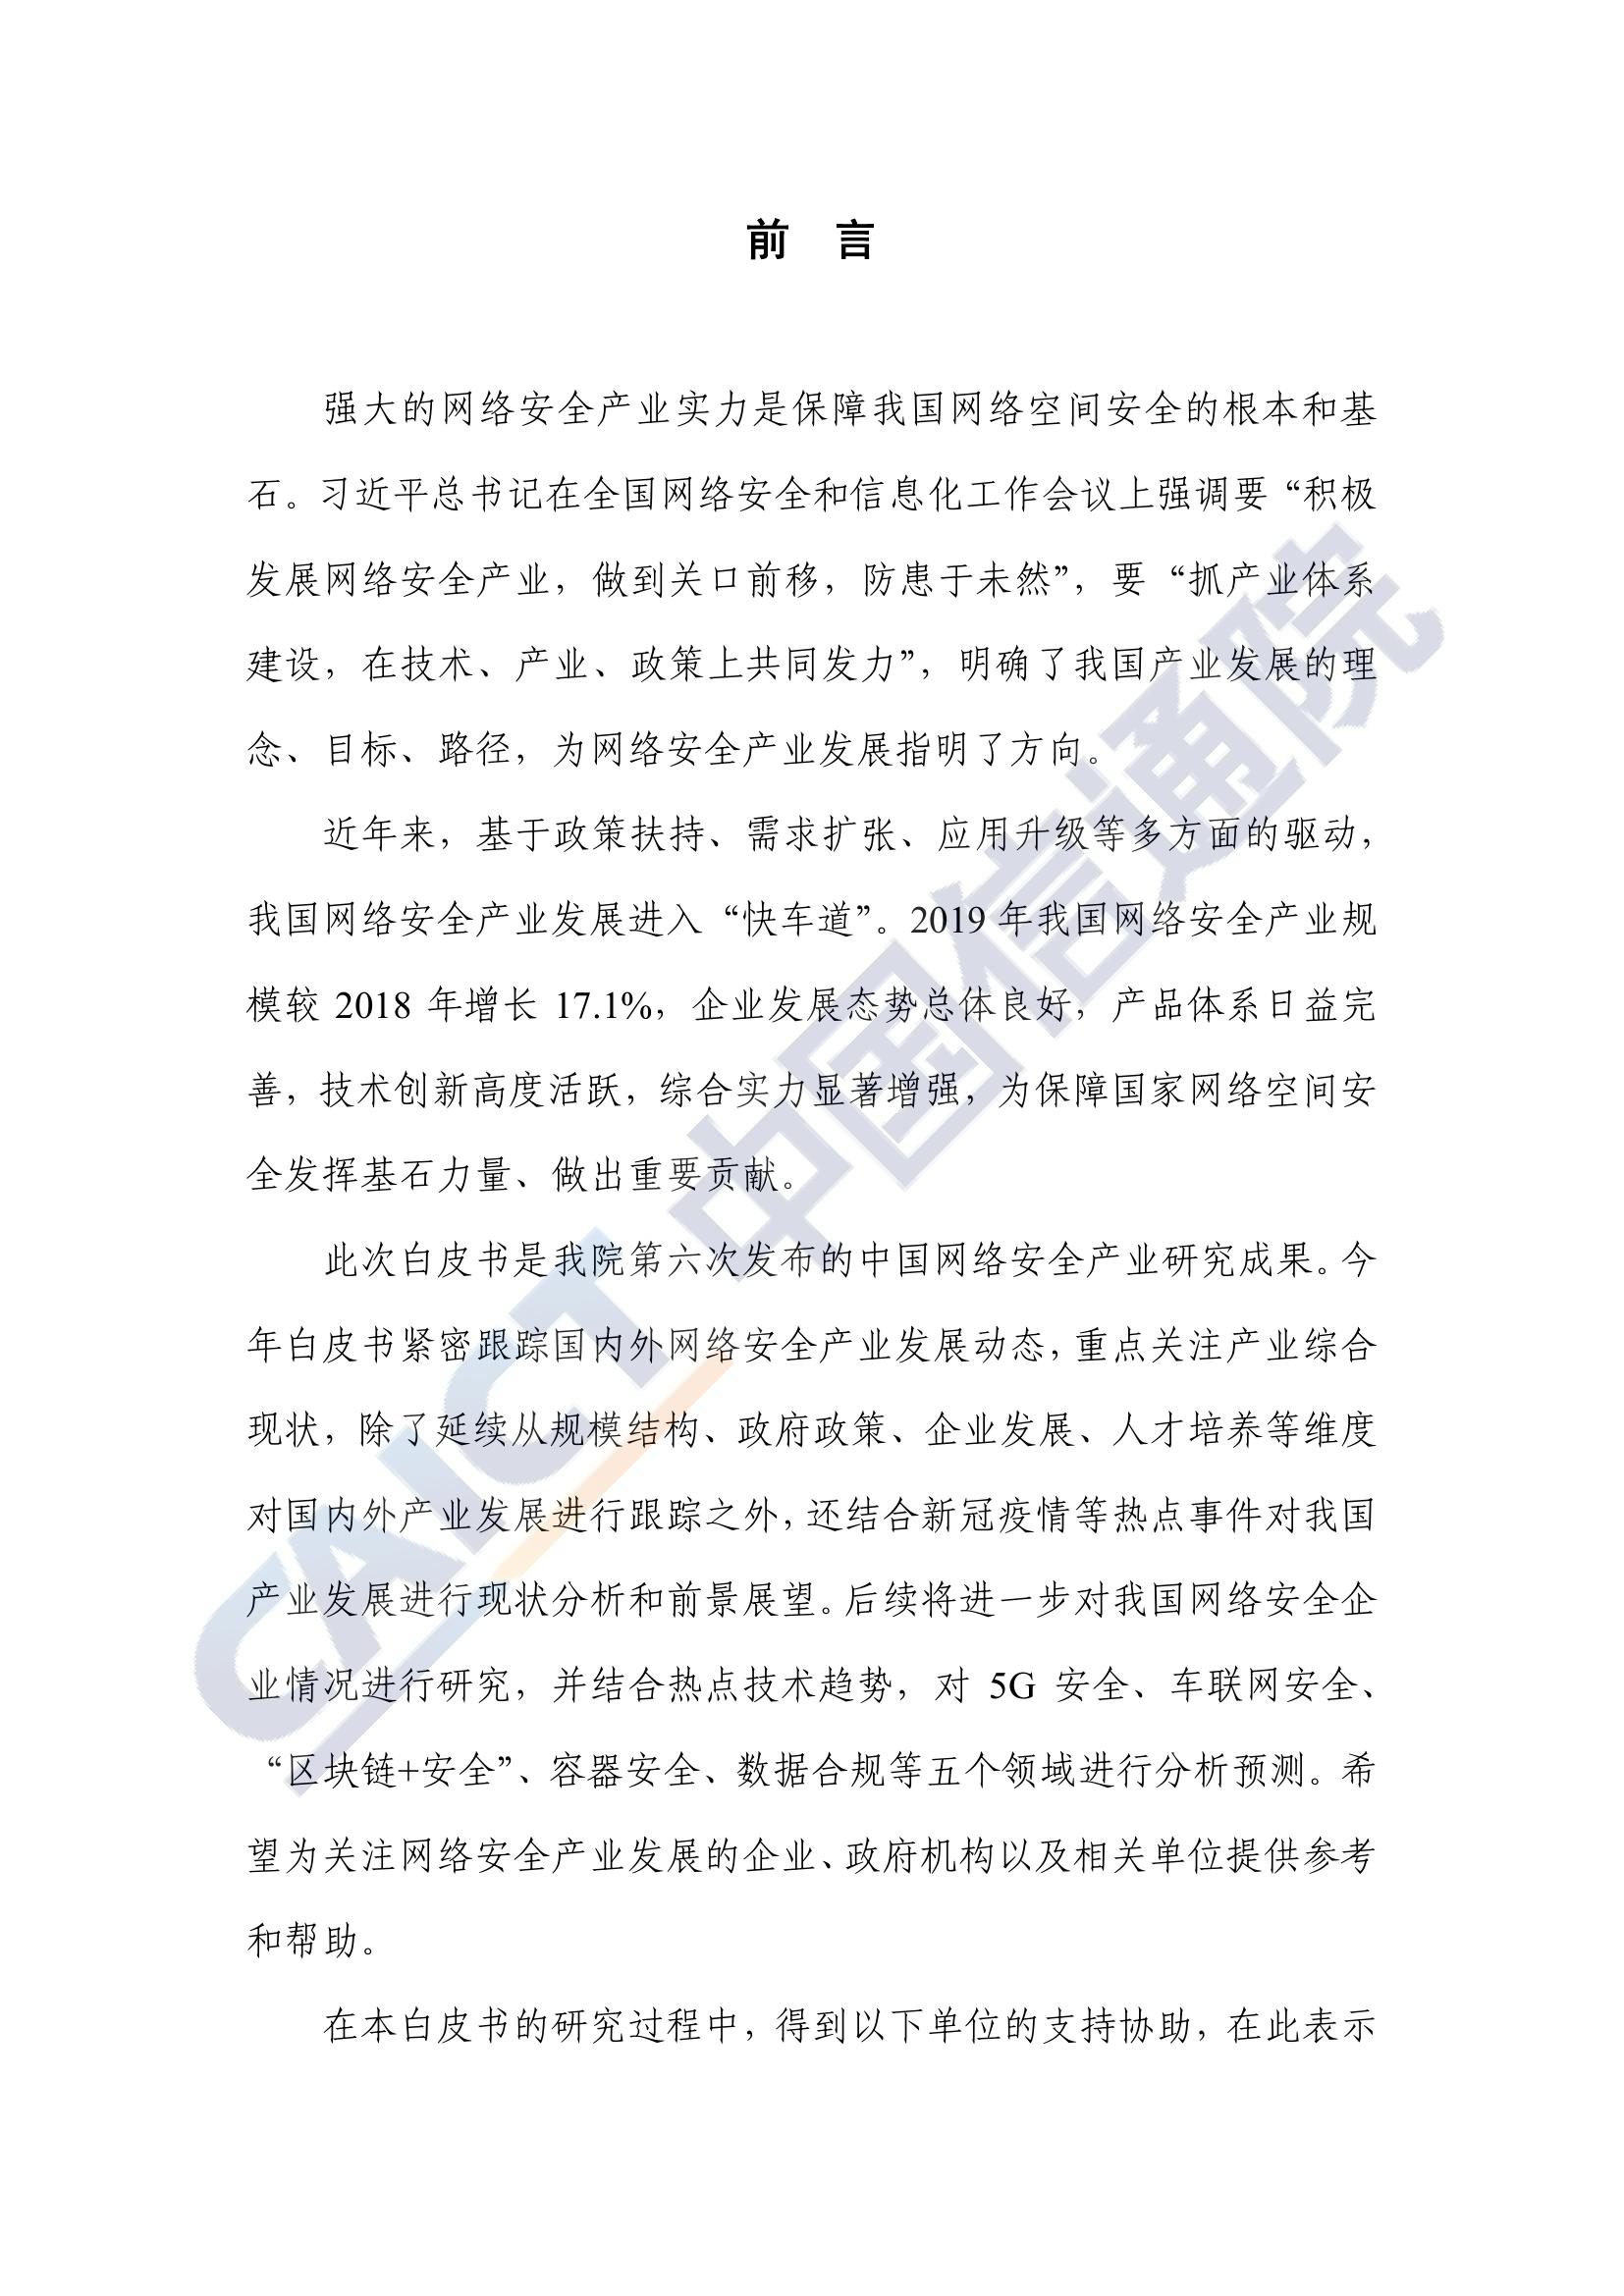 前 言
强大的网络安全产业实力是保障我国网络空间安全的根本和基
石。习近平总书记在全国网络安全和信息化工作会议上强调要“积极
发展网络安全产业，做到关口前移，防患于未然”，要“抓产业体系
建设，在技术、产业、政策上共同发力”，明确了我国产业发展的理
念、目标、路径，为网络安全产业发展指明了方向。
近年来，基于政策扶持、需求扩张、应用升级等多方面的驱动，
我国网络安全产业发展进入“快车道”。2019 年我国网络安全产业规
模较 2018 年增长 17.1%，企业发展态势总体良好，产品体系日益完
善，技术创新高度活跃，综合实力显著增强，为保障国家网络空间安
全发挥基石力量、做出重要贡献。
此次白皮书是我院第六次发布的中国网络安全产业研究成果。今
年白皮书紧密跟踪国内外网络安全产业发展动态，重点关注产业综合
现状，除了延续从规模结构、政府政策、企业发展、人才培养等维度
对国内外产业发展进行跟踪之外，还结合新冠疫情等热点事件对我国
产业发展进行现状分析和前景展望。后续将进一步对我国网络安全企
业情况进行研究，并结合热点技术趋势，对 5G 安全、车联网安全、
“区块链+安全”、容器安全、数据合规等五个领域进行分析预测。希
望为关注网络安全产业发展的企业、政府机构以及相关单位提供参考
和帮助。
在本白皮书的研究过程中，得到以下单位的支持协助，在此表示
CAICT 中国信通院